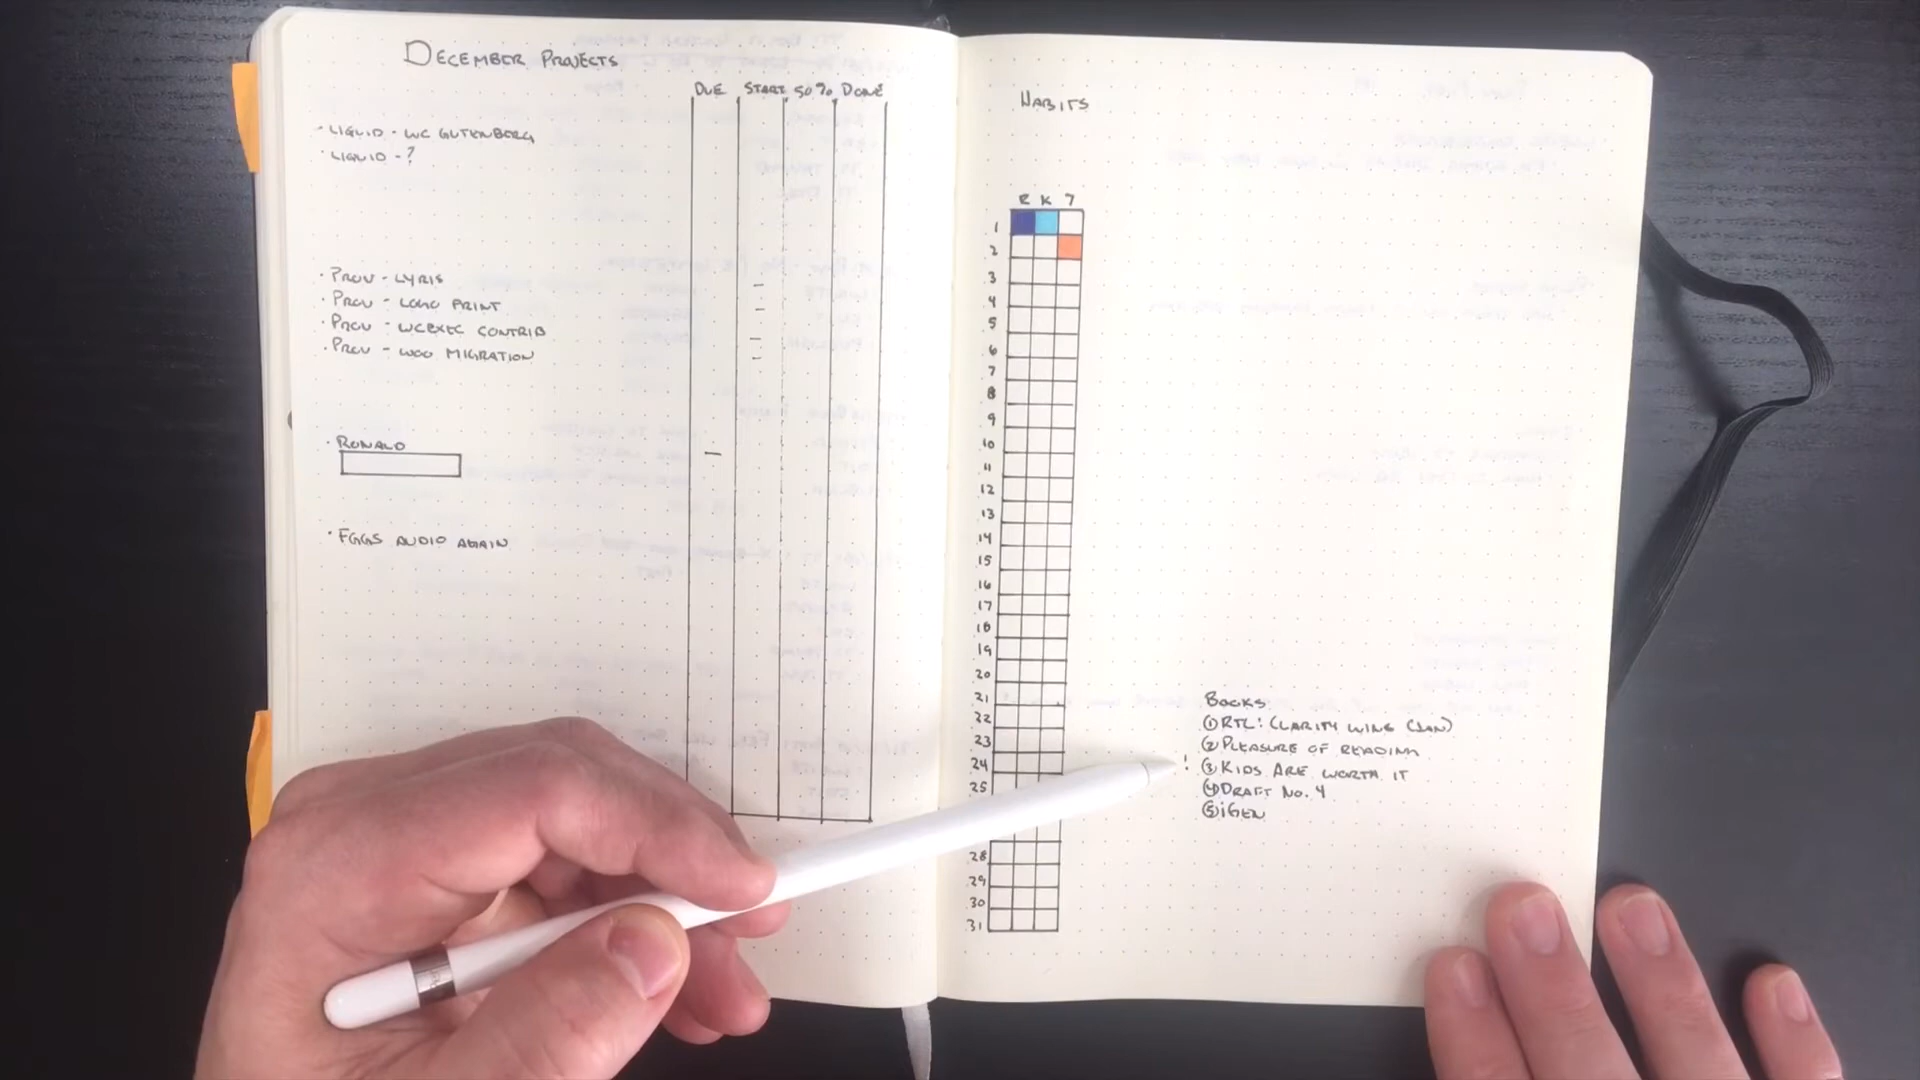 DECEMBER PROJECTS
DUE START 50% DONE
· LIQUID - WC GUTENBERG
· LIQUID - ?
· PROV - LYRIS
· PROV - LOGO PRINT
· PROV - WCEXEC CONTRIB
· PROV - WOO MIGRATION
· RONALD
· EGGS AUDIO AGAIN
HABITS
R K 7
1
2
3
4
5
6
7
8
9
10
11
12
13
14
15
16
17
18
19
20
21
22
23
24
25
28
29
30
31
BOOKS
① RTL: CLARITY WING (JAN)
② PLEASURE OF READING
! ③ KIDS ARE WORTH IT
④ DRAFT NO. 4
⑤ iGEN